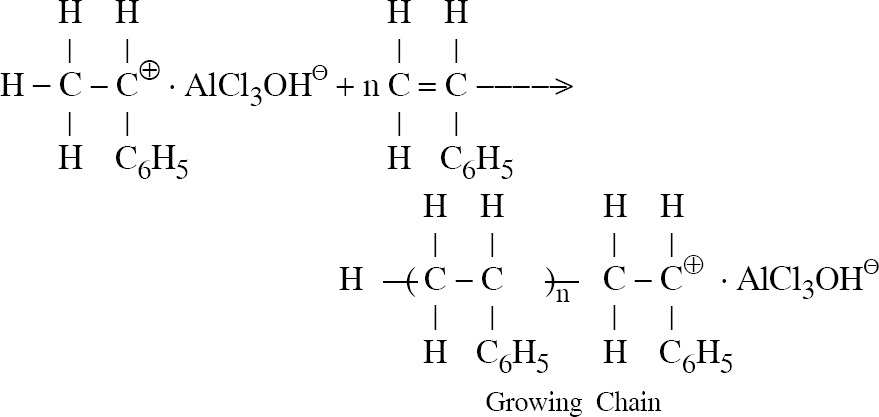 H H H H
H – C – C⊕ · AlCl₃OH⊖ + n C = C ----->
H C₆H₅ H C₆H₅
H H H H
H —( C – C )—ₙ C – C⊕ · AlCl₃OH⊖
H C₆H₅ H C₆H₅
Growing Chain